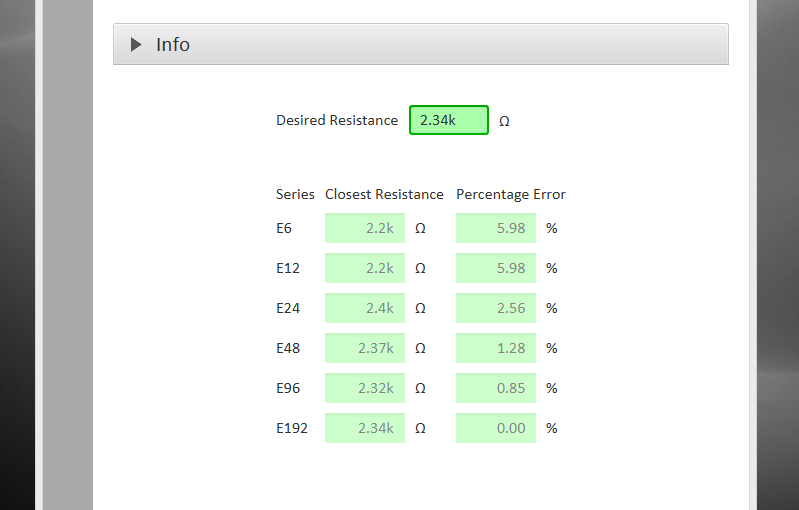 Info
Desired Resistance 2.34k Ω
Series Closest Resistance Percentage Error
E6 2.2k Ω 5.98 %
E12 2.2k Ω 5.98 %
E24 2.4k Ω 2.56 %
E48 2.37k Ω 1.28 %
E96 2.32k Ω 0.85 %
E192 2.34k Ω 0.00 %